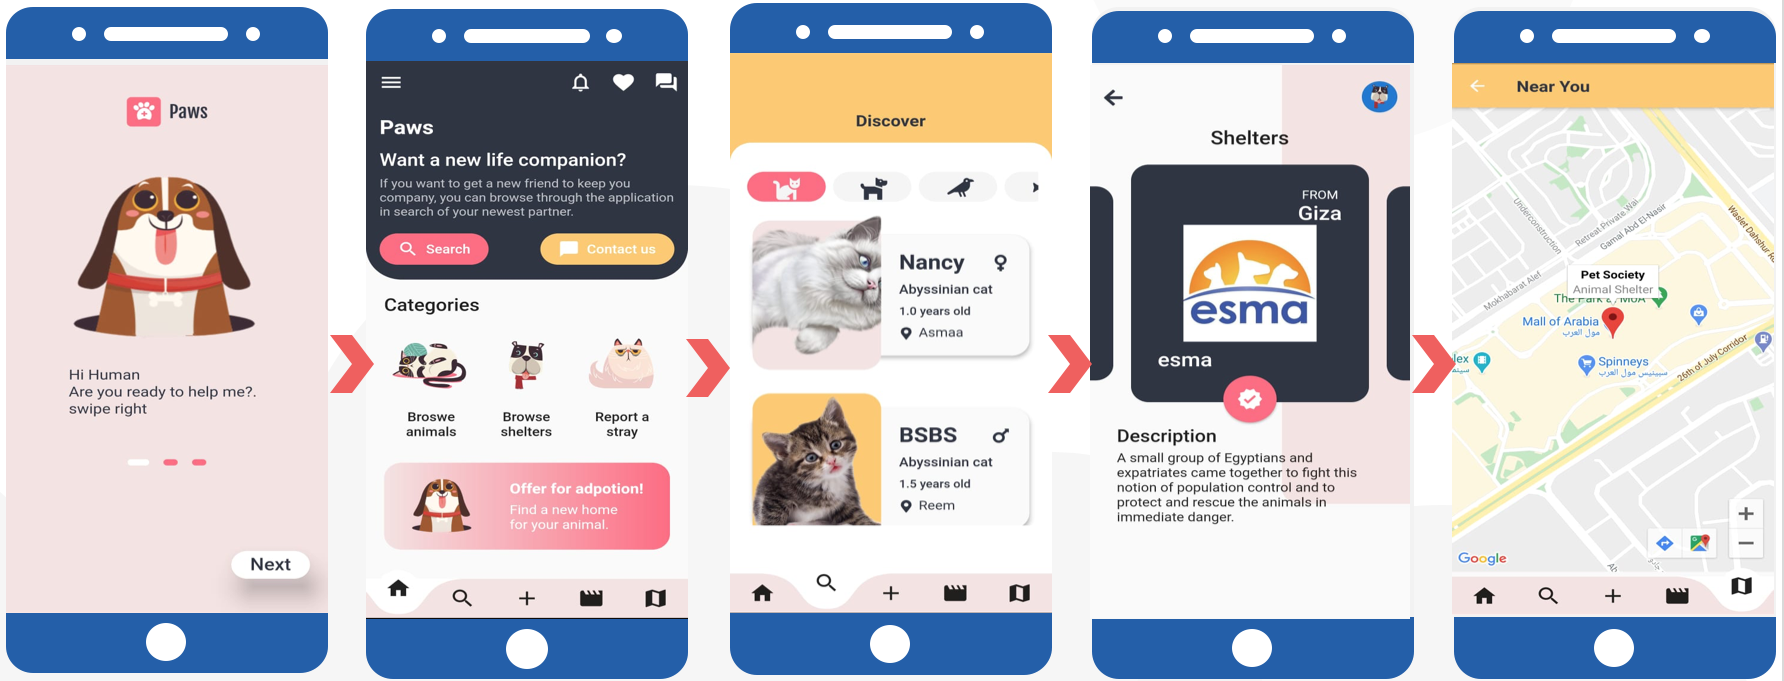 Paws
Hi Human
Are you ready to help me?.
swipe right
Next
Paws
Want a new life companion?
If you want to get a new friend to keep you
company, you can browse through the application
in search of your newest partner.
Search
Contact us
Categories
Broswe
animals
Browse
shelters
Report a
stray
Offer for adpotion!
Find a new home
for your animal.
Discover
Nancy
Abyssinian cat
1.0 years old
Asmaa
BSBS
Abyssinian cat
1.5 years old
Reem
Shelters
FROM
Giza
esma
esma
Description
A small group of Egyptians and
expatriates came together to fight this
notion of population control and to
protect and rescue the animals in
immediate danger.
Near You
Underconstruction
Retreat Private Wai
Gamal Abd El-Nasir
Waslet Dahshur R
Mokhabarat Alef
Pet Society
Animal Shelter
The Park
MOA
Mall of Arabia
مول العرب
lex
سينم
Spinneys
سبينيس مول العرب
26th of July Corridor
Google